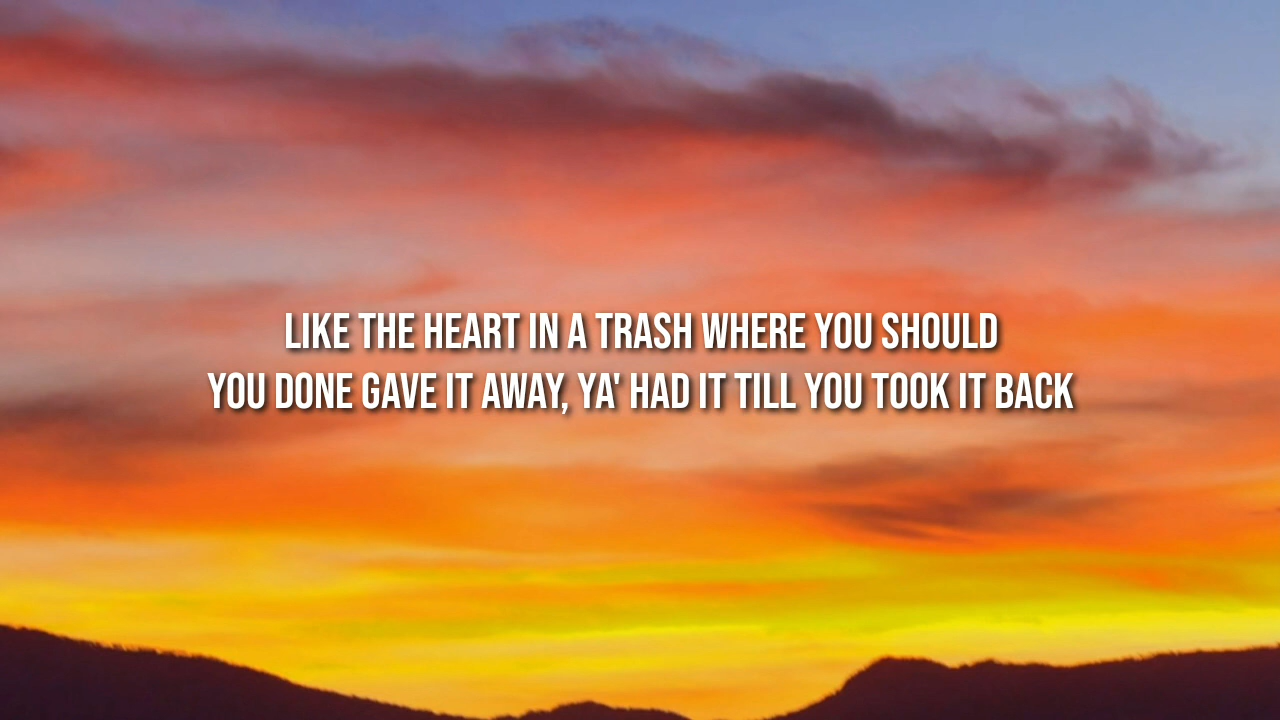 LIKE THE HEART IN A TRASH WHERE YOU SHOULD
YOU DONE GAVE IT AWAY, YA' HAD IT TILL YOU TOOK IT BACK